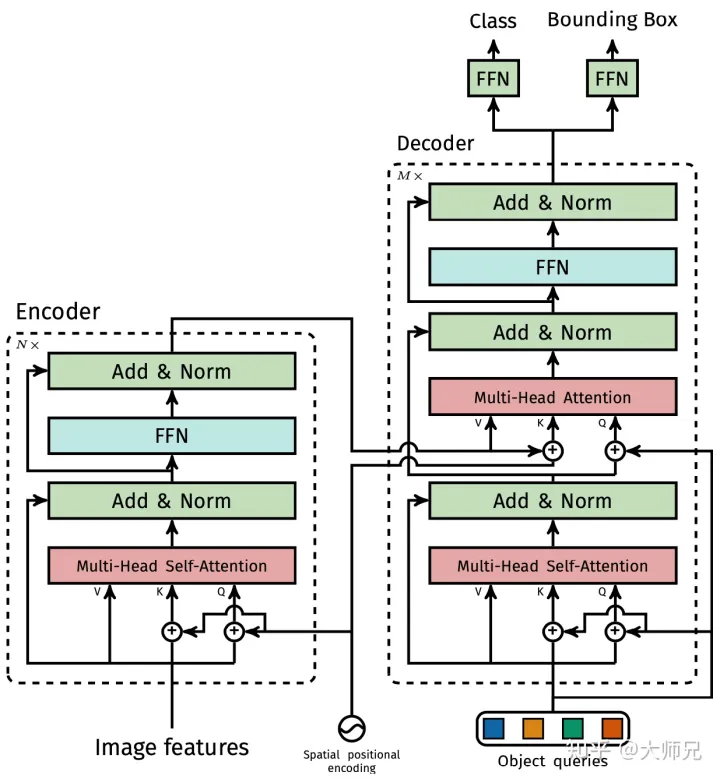 Class
Bounding Box
FFN
FFN
Decoder
M×
Add & Norm
FFN
Add & Norm
Multi-Head Attention
V
K
Q
Add & Norm
Multi-Head Self-Attention
V
K
Q
Encoder
N×
Add & Norm
FFN
Add & Norm
Multi-Head Self-Attention
V
K
Q
Image features
Spatial positional
encoding
Object queries
知乎 @大师兄